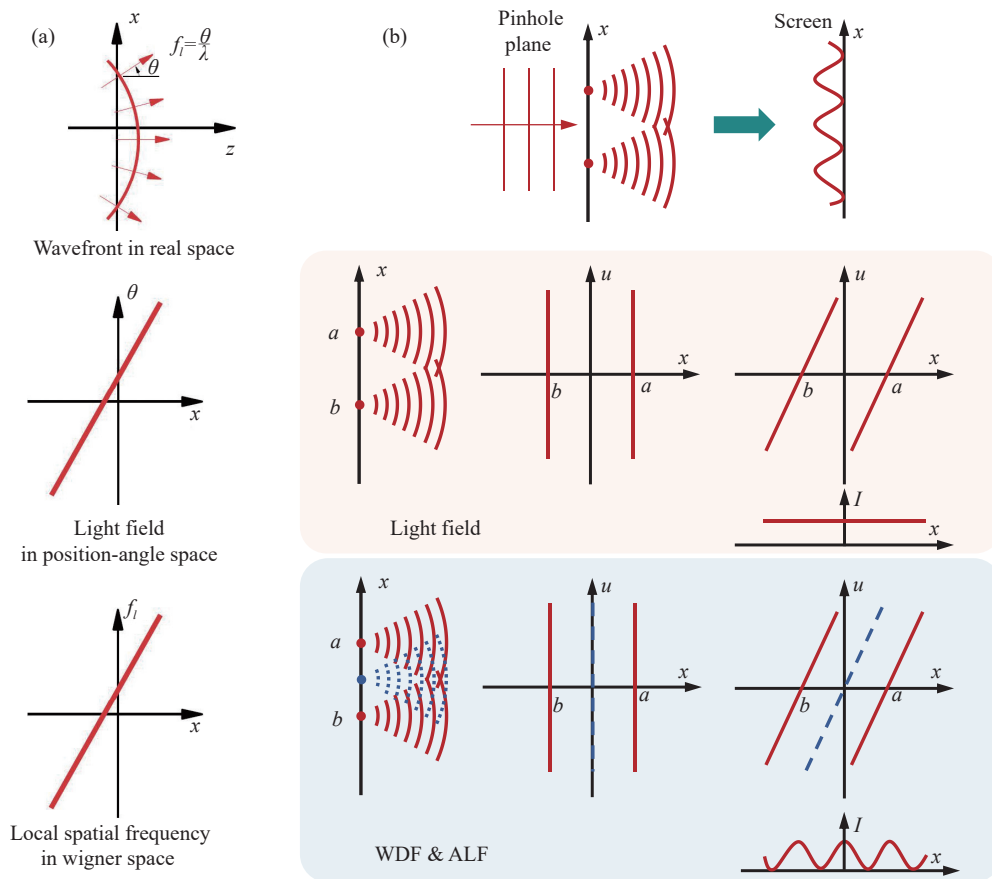 (a)
x
f_l=θ/λ
θ
z
Wavefront in real space
θ
x
Light field
in position-angle space
f_l
x
Local spatial frequency
in wigner space
(b)
Pinhole
plane
x
Screen
x
x
a
b
u
x
b
a
u
x
b
a
I
x
Light field
x
a
b
u
x
b
a
u
x
b
a
I
x
WDF & ALF